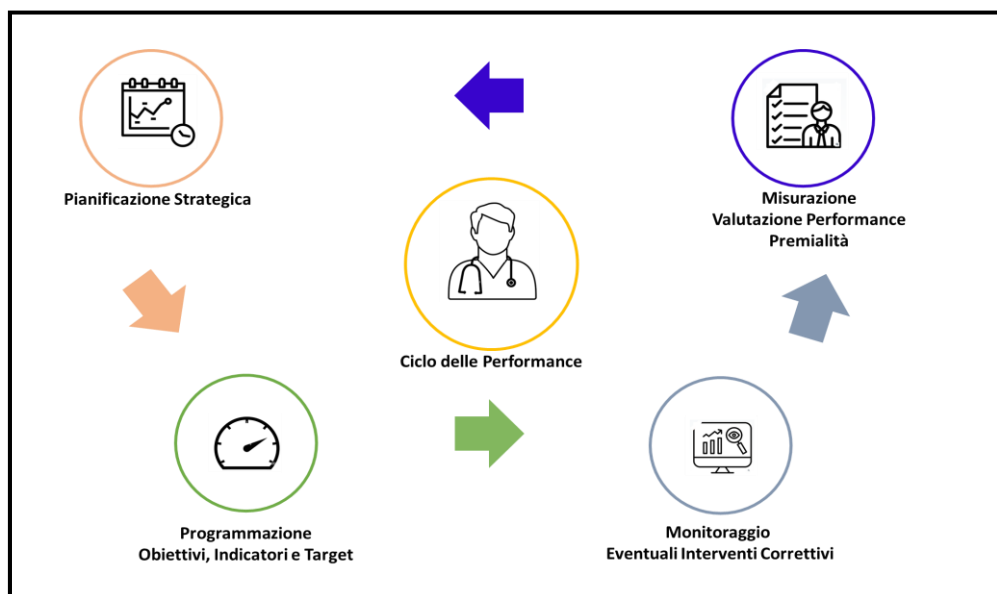 Pianificazione Strategica
Misurazione
Valutazione Performance
Premialità
Ciclo delle Performance
Programmazione
Obiettivi, Indicatori e Target
Monitoraggio
Eventuali Interventi Correttivi